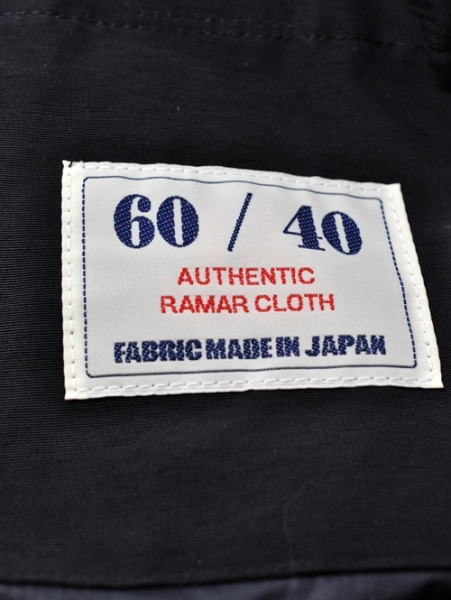 60 / 40
AUTHENTIC
RAMAR CLOTH
FABRIC MADE IN JAPAN